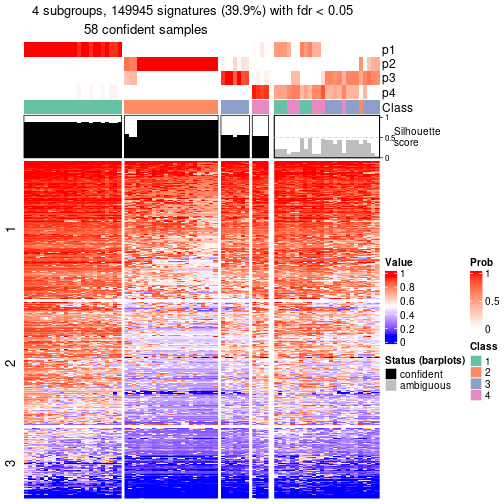 4 subgroups, 149945 signatures (39.9%) with fdr < 0.05
58 confident samples
p1
p2
p3
p4
Class
1
0.5
0
Silhouette
score
1
2
3
Value
1
0.8
0.6
0.4
0.2
0
Prob
1
0.5
0
Status (barplots)
confident
ambiguous
Class
1
2
3
4